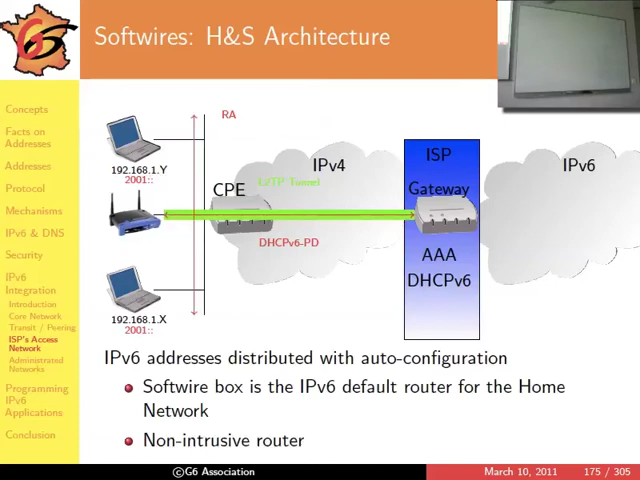 Softwires: H&S Architecture
G6
Concepts
Facts on
Addresses
Addresses
Protocol
Mechanisms
IPv6 & DNS
Security
IPv6
Integration
Introduction
Core Network
Transit / Peering
ISP's Access
Network
Administrated
Networks
Programming
IPv6
Applications
Conclusion
RA
192.168.1.Y
2001::
CPE
IPv4
L2TP Tunnel
DHCPv6-PD
ISP
Gateway
AAA
DHCPv6
IPv6
192.168.1.X
2001::
IPv6 addresses distributed with auto-configuration
Softwire box is the IPV6 default router for the Home
Network
Non-intrusive router
©G6 Association
March 10, 2011
175 / 305